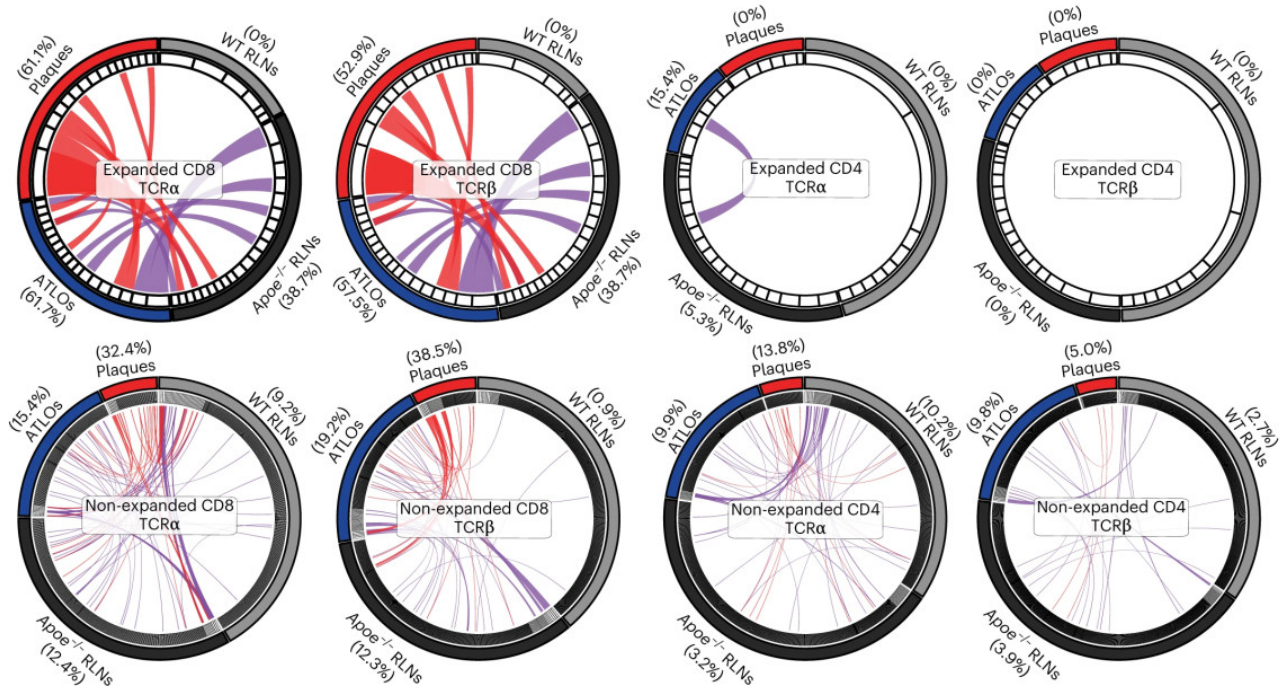 (61.1%)
Plaques
(0%)
WT RLNs
Expanded CD8
TCRα
ATLOs
(61.7%)
Apoe⁻/⁻ RLNs
(38.7%)
(52.9%)
Plaques
(0%)
WT RLNs
Expanded CD8
TCRβ
ATLOs
(57.5%)
Apoe⁻/⁻ RLNs
(38.7%)
(0%)
Plaques
(15.4%)
ATLOs
(0%)
WT RLNs
Expanded CD4
TCRα
Apoe⁻/⁻ RLNs
(5.3%)
(0%)
Plaques
(0%)
ATLOs
(0%)
WT RLNs
Expanded CD4
TCRβ
Apoe⁻/⁻ RLNs
(0%)
(32.4%)
Plaques
(15.4%)
ATLOs
(9.2%)
WT RLNs
Non-expanded CD8
TCRα
Apoe⁻/⁻ RLNs
(12.4%)
(38.5%)
Plaques
(19.2%)
ATLOs
(0.9%)
WT RLNs
Non-expanded CD8
TCRβ
Apoe⁻/⁻ RLNs
(12.3%)
(13.8%)
Plaques
(9.9%)
ATLOs
(10.2%)
WT RLNs
Non-expanded CD4
TCRα
Apoe⁻/⁻ RLNs
(3.2%)
(5.0%)
Plaques
(9.8%)
ATLOs
(2.7%)
WT RLNs
Non-expanded CD4
TCRβ
Apoe⁻/⁻ RLNs
(3.9%)